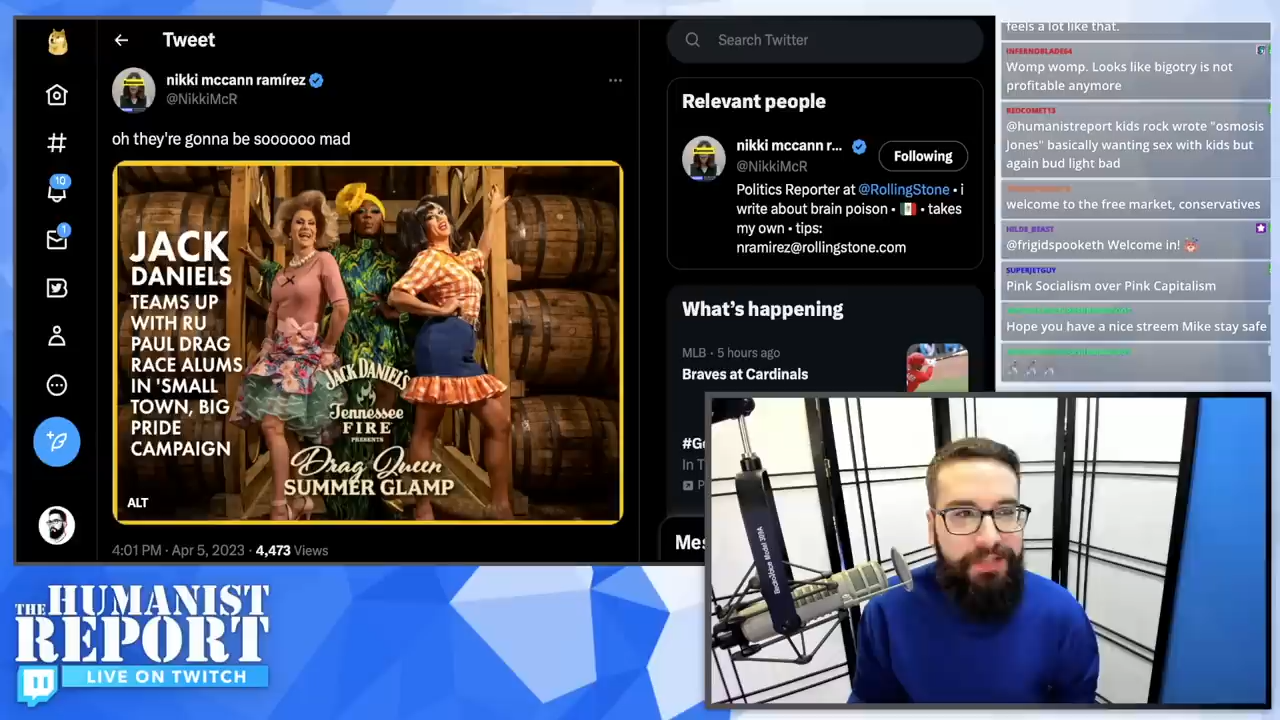 Tweet
nikki mccann ramírez
@NikkiMcR
oh they're gonna be soooooo mad
JACK
DANIELS
TEAMS UP
WITH RU
PAUL DRAG
RACE ALUMS
IN 'SMALL
TOWN, BIG
PRIDE
CAMPAIGN
JACK DANIEL'S
Tennessee
FIRE
PRESENTS
Drag Queen
SUMMER GLAMP
ALT
4:01 PM · Apr 5, 2023 · 4,473 Views
10
1
Search Twitter
Relevant people
nikki mccann r...
@NikkiMcR
Following
Politics Reporter at @RollingStone • i
write about brain poison • 🇲🇽 • takes
my own • tips:
nramirez@rollingstone.com
What's happening
MLB · 5 hours ago
Braves at Cardinals
#G
In T
P
Mes
feels a lot like that.
INFERNOBLADE64
Womp womp. Looks like bigotry is not
profitable anymore
REDCOMET13
@humanistreport kids rock wrote "osmosis
Jones" basically wanting sex with kids but
again bud light bad
welcome to the free market, conservatives
HILDE_BEAST
@frigidspooketh Welcome in!
SUPERJETGUY
Pink Socialism over Pink Capitalism
Hope you have a nice streem Mike stay safe
THE HUMANIST
REPORT
LIVE ON TWITCH